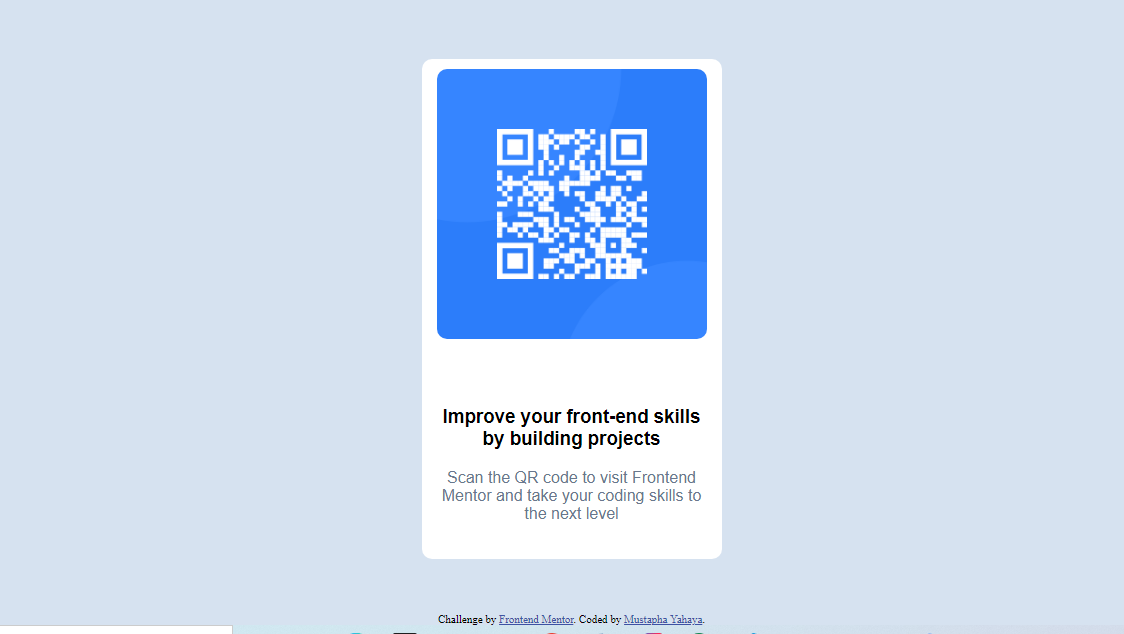 Improve your front-end skills
by building projects
Scan the QR code to visit Frontend
Mentor and take your coding skills to
the next level
Challenge by Frontend Mentor. Coded by Mustapha Yahaya.